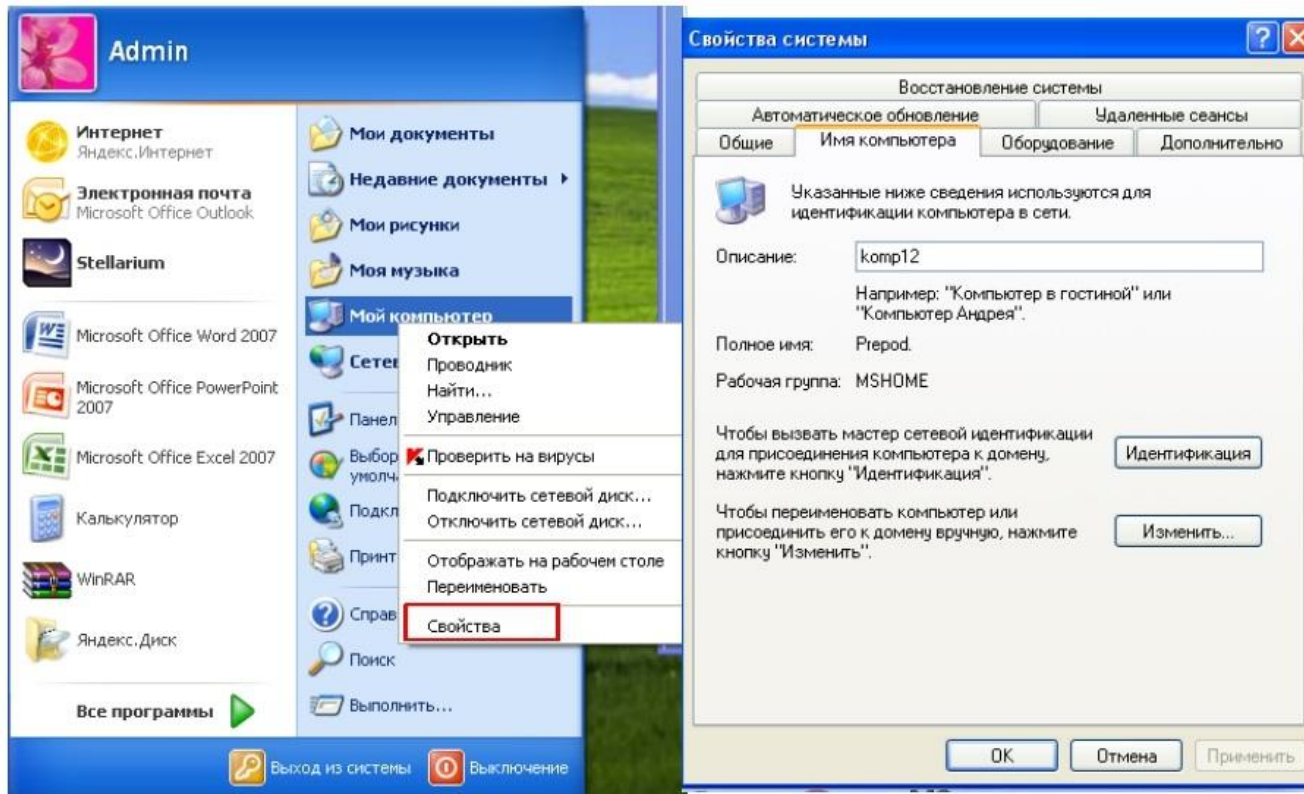 Admin
Интернет
Яндекс.Интернет
Электронная почта
Microsoft Office Outlook
Stellarium
Microsoft Office Word 2007
Microsoft Office PowerPoint
2007
Microsoft Office Excel 2007
Калькулятор
WinRAR
Яндекс.Диск
Все программы
Мои документы
Недавние документы
Мои рисунки
Моя музыка
Мой компьютер
Сетев
Панел
Выбор
умолч
Подкл
Принт
Справ
Поиск
Выполнить...
Открыть
Проводник
Найти...
Управление
Проверить на вирусы
Подключить сетевой диск...
Отключить сетевой диск...
Отображать на рабочем столе
Переименовать
Свойства
Выход из системы
Выключение
Свойства системы
Восстановление системы
Автоматическое обновление
Удаленные сеансы
Общие
Имя компьютера
Оборудование
Дополнительно
Указанные ниже сведения используются для
идентификации компьютера в сети.
Описание: komp12
Например: "Компьютер в гостиной" или
"Компьютер Андрея".
Полное имя: Prepod.
Рабочая группа: MSHOME
Чтобы вызвать мастер сетевой идентификации
для присоединения компьютера к домену,
нажмите кнопку "Идентификация".
Идентификация
Чтобы переименовать компьютер или
присоединить его к домену вручную, нажмите
кнопку "Изменить".
Изменить...
OK
Отмена
Применить